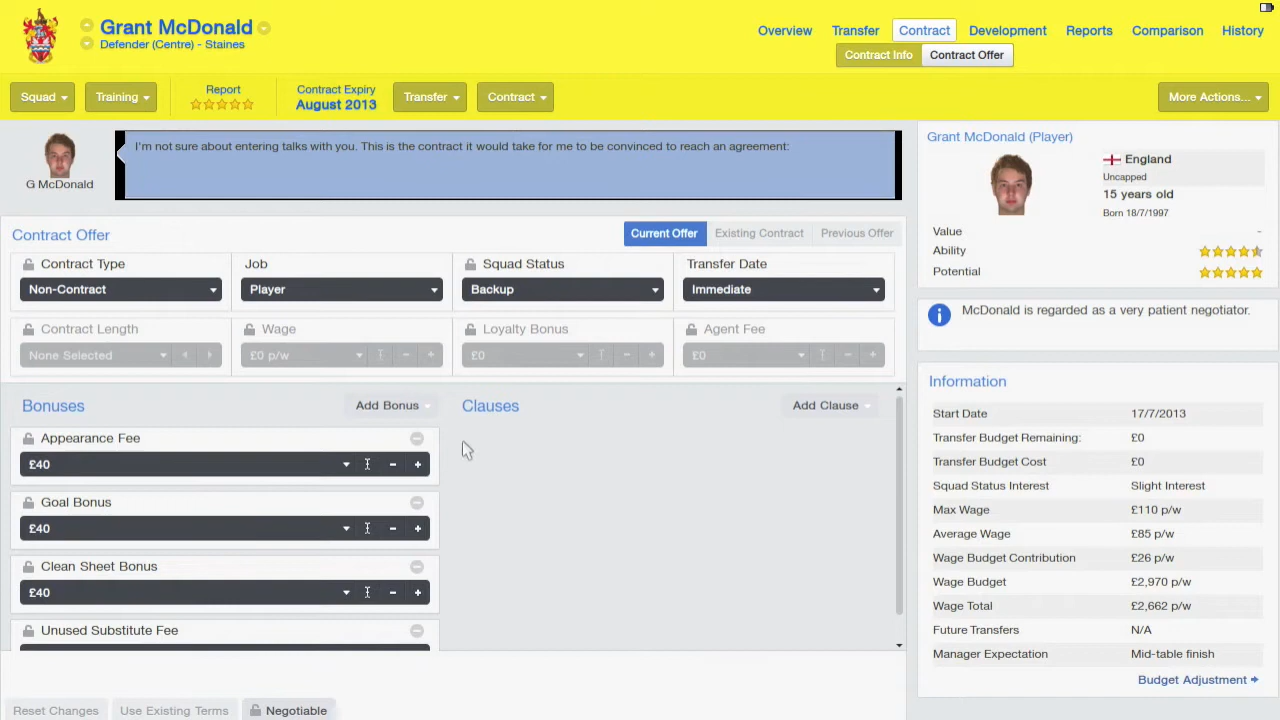 Grant McDonald
Defender (Centre) - Staines
Overview Transfer Contract Development Reports Comparison History
Contract Info Contract Offer
Squad Training Report Contract Expiry August 2013 Transfer Contract More Actions...
I'm not sure about entering talks with you. This is the contract it would take for me to be convinced to reach an agreement:
G McDonald
Contract Offer
Current Offer Existing Contract Previous Offer
Contract Type Job Squad Status Transfer Date
Non-Contract Player Backup Immediate
Contract Length Wage Loyalty Bonus Agent Fee
None Selected £0 p/w £0 £0
Bonuses Add Bonus Clauses Add Clause
Appearance Fee
£40
Goal Bonus
£40
Clean Sheet Bonus
£40
Unused Substitute Fee
Reset Changes Use Existing Terms Negotiable
Grant McDonald (Player)
England
Uncapped
15 years old
Born 18/7/1997
Value -
Ability
Potential
McDonald is regarded as a very patient negotiator.
Information
Start Date 17/7/2013
Transfer Budget Remaining: £0
Transfer Budget Cost £0
Squad Status Interest Slight Interest
Max Wage £110 p/w
Average Wage £85 p/w
Wage Budget Contribution £26 p/w
Wage Budget £2,970 p/w
Wage Total £2,662 p/w
Future Transfers N/A
Manager Expectation Mid-table finish
Budget Adjustment